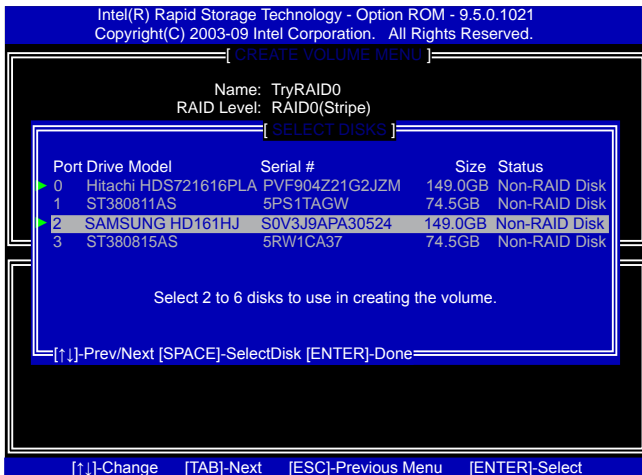 Intel(R) Rapid Storage Technology - Option ROM - 9.5.0.1021
Copyright(C) 2003-09 Intel Corporation. All Rights Reserved.
[ CREATE VOLUME MENU ]
Name: TryRAID0
RAID Level: RAID0(Stripe)
[ SELECT DISKS ]
Port Drive Model Serial # Size Status
0 Hitachi HDS721616PLA PVF904Z21G2JZM 149.0GB Non-RAID Disk
1 ST380811AS 5PS1TAGW 74.5GB Non-RAID Disk
2 SAMSUNG HD161HJ S0V3J9APA30524 149.0GB Non-RAID Disk
3 ST380815AS 5RW1CA37 74.5GB Non-RAID Disk
Select 2 to 6 disks to use in creating the volume.
[↑↓]-Prev/Next [SPACE]-SelectDisk [ENTER]-Done
[↑↓]-Change [TAB]-Next [ESC]-Previous Menu [ENTER]-Select